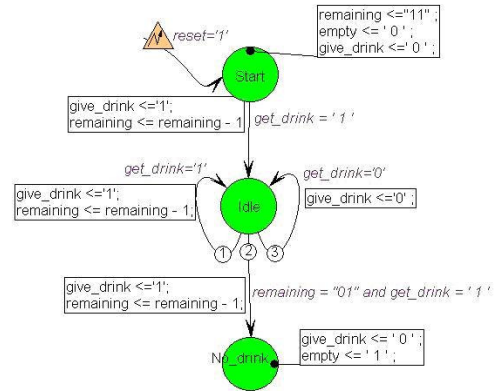 reset='1'
remaining <="11" ;
empty <= ' 0 ' ;
give_drink <=' 0 ' ;
Start
give_drink <='1';
remaining <= remaining - 1
get_drink = ' 1 '
get_drink='1'
get_drink='0'
give_drink <='1';
remaining <= remaining - 1;
Idle
give_drink <='0' ;
1
2
3
give_drink <='1';
remaining <= remaining - 1;
remaining = "01" and get_drink = ' 1 '
No_drink
give_drink <= ' 0 ' ;
empty <= ' 1 ' ;